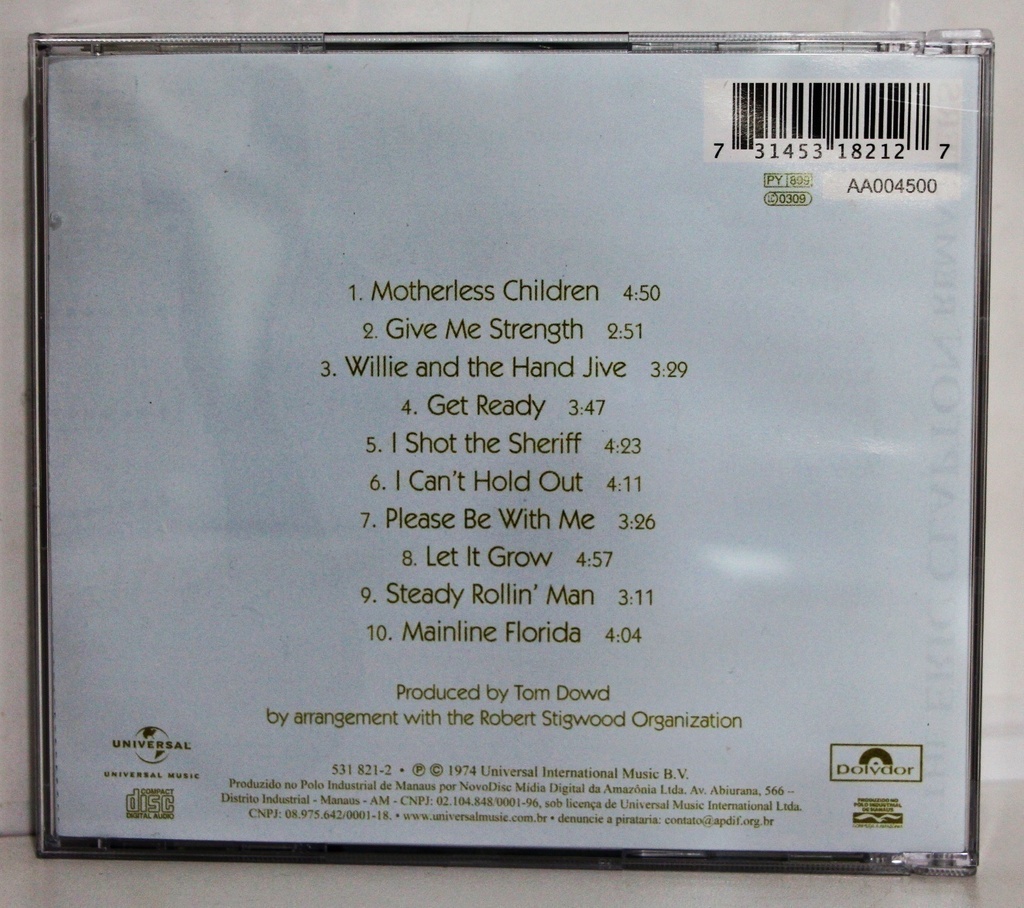 7 31453 18212 7
PY 899
LC 0309
AA004500
1. Motherless Children 4:50
2. Give Me Strength 2:51
3. Willie and the Hand Jive 3:29
4. Get Ready 3:47
5. I Shot the Sheriff 4:23
6. I Can't Hold Out 4:11
7. Please Be With Me 3:26
8. Let It Grow 4:57
9. Steady Rollin' Man 3:11
10. Mainline Florida 4:04
Produced by Tom Dowd
by arrangement with the Robert Stigwood Organization
UNIVERSAL
UNIVERSAL MUSIC
COMPACT
disc
DIGITAL AUDIO
531 821-2 • ℗ © 1974 Universal International Music B.V.
Produzido no Polo Industrial de Manaus por NovoDisc Mídia Digital da Amazônia Ltda. Av. Abiurana, 566 –
Distrito Industrial - Manaus - AM - CNPJ: 02.104.848/0001-96, sob licença de Universal Music International Ltda.
CNPJ: 08.975.642/0001-18. • www.universalmusic.com.br • denuncie a pirataria: contato@apdif.org.br
Polydor
PRODUZIDO NO
POLO INDUSTRIAL
DE MANAUS